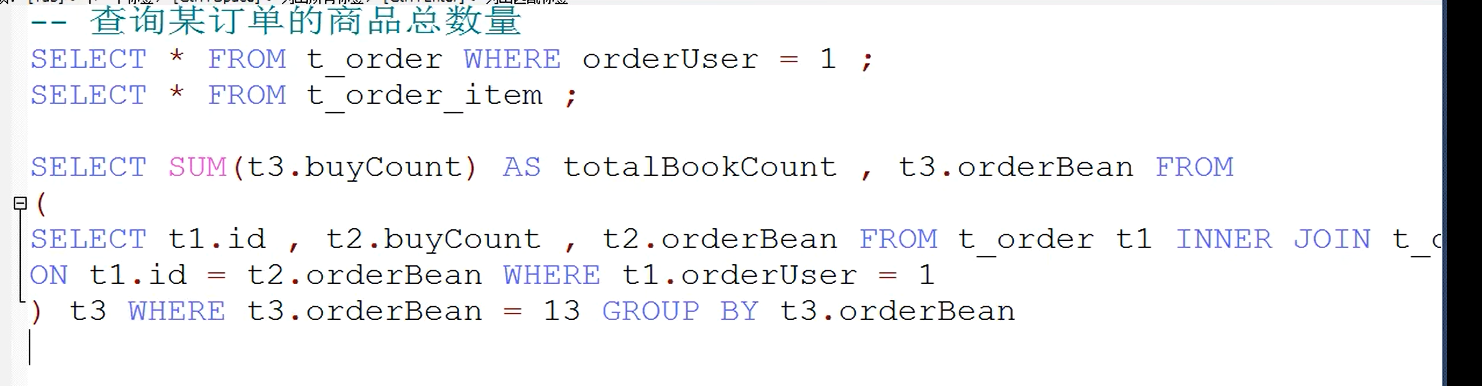 -- 查询某订单的商品总数量
SELECT * FROM t_order WHERE orderUser = 1 ;
SELECT * FROM t_order_item ;
SELECT SUM(t3.buyCount) AS totalBookCount , t3.orderBean FROM
(
SELECT t1.id , t2.buyCount , t2.orderBean FROM t_order t1 INNER JOIN
ON t1.id = t2.orderBean WHERE t1.orderUser = 1
) t3 WHERE t3.orderBean = 13 GROUP BY t3.orderBean